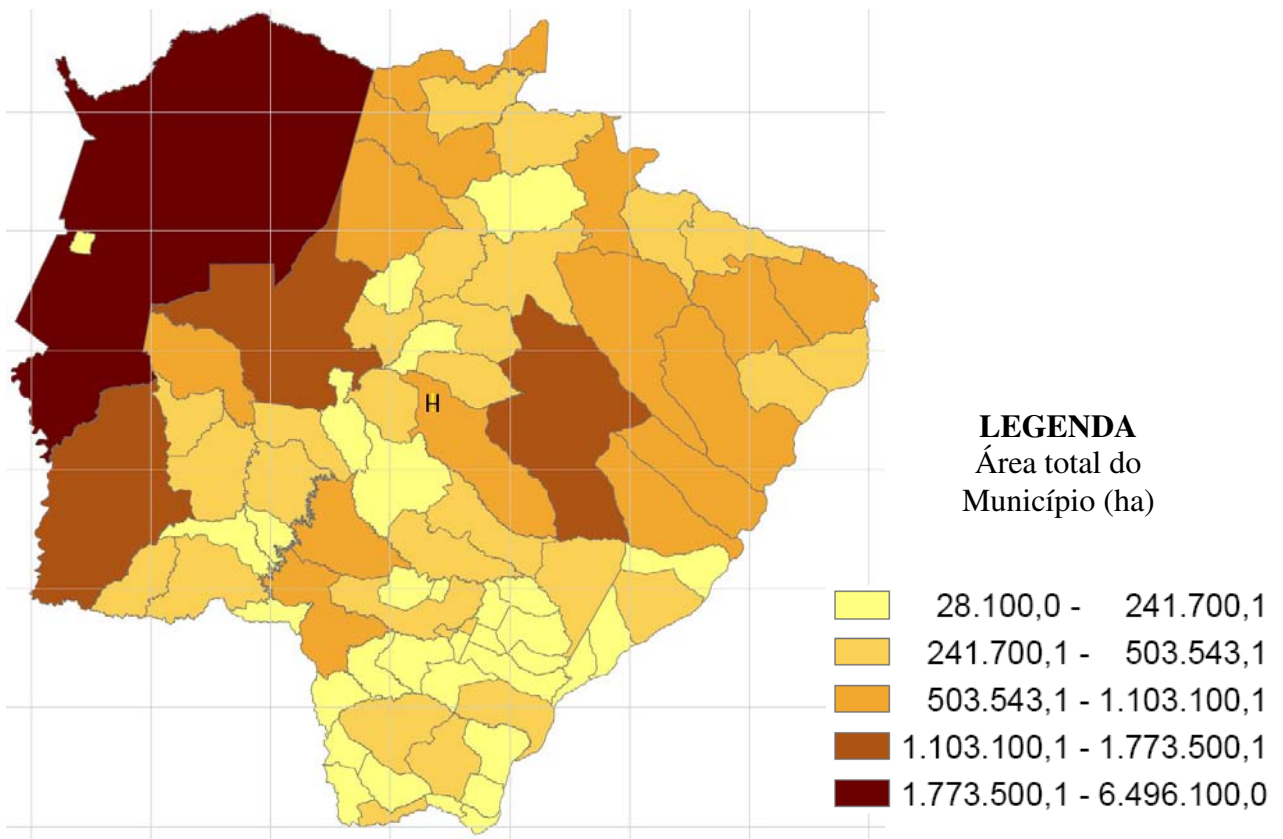 H
LEGENDA
Área total do
Município (ha)
28.100,0 - 241.700,1
241.700,1 - 503.543,1
503.543,1 - 1.103.100,1
1.103.100,1 - 1.773.500,1
1.773.500,1 - 6.496.100,0